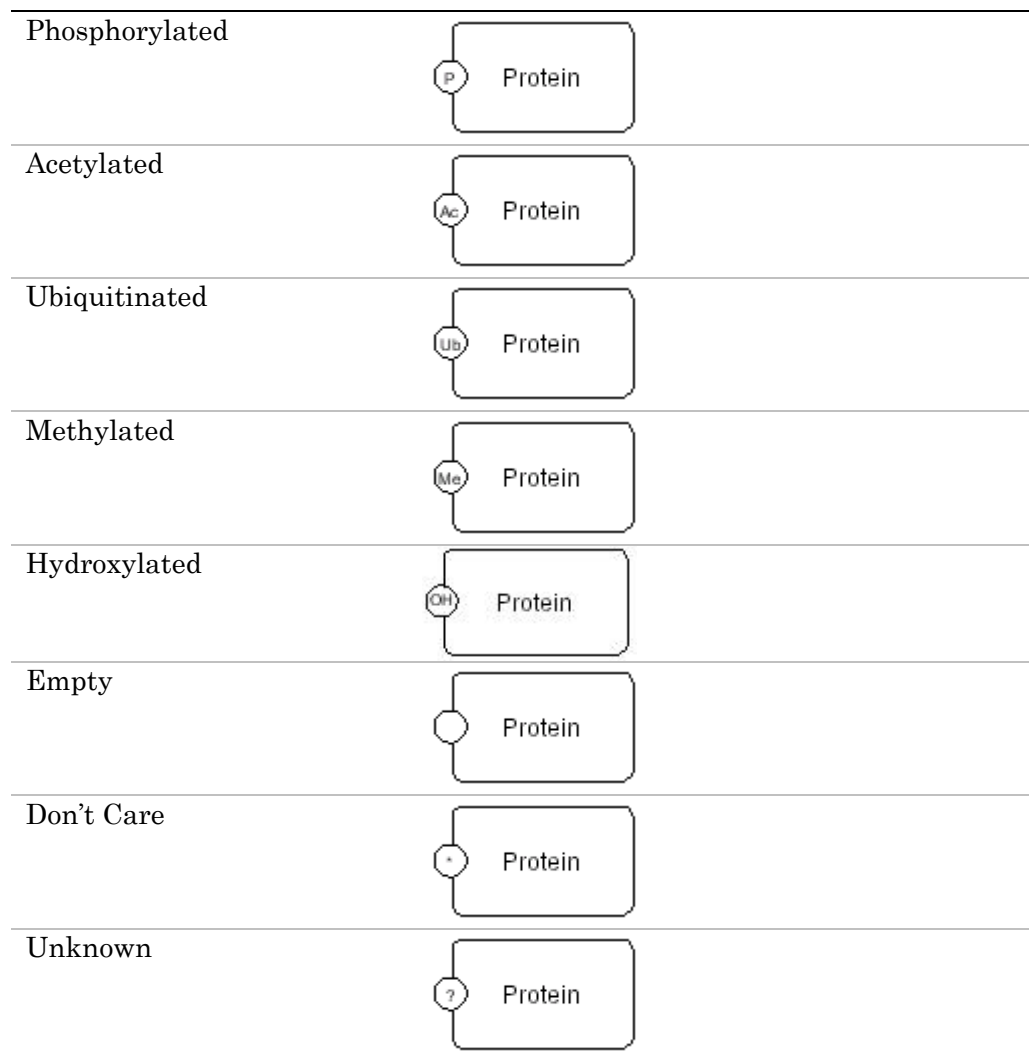 Phosphorylated
P Protein
Acetylated
Ac Protein
Ubiquitinated
Ub Protein
Methylated
Me Protein
Hydroxylated
OH Protein
Empty
Protein
Don’t Care
* Protein
Unknown
? Protein